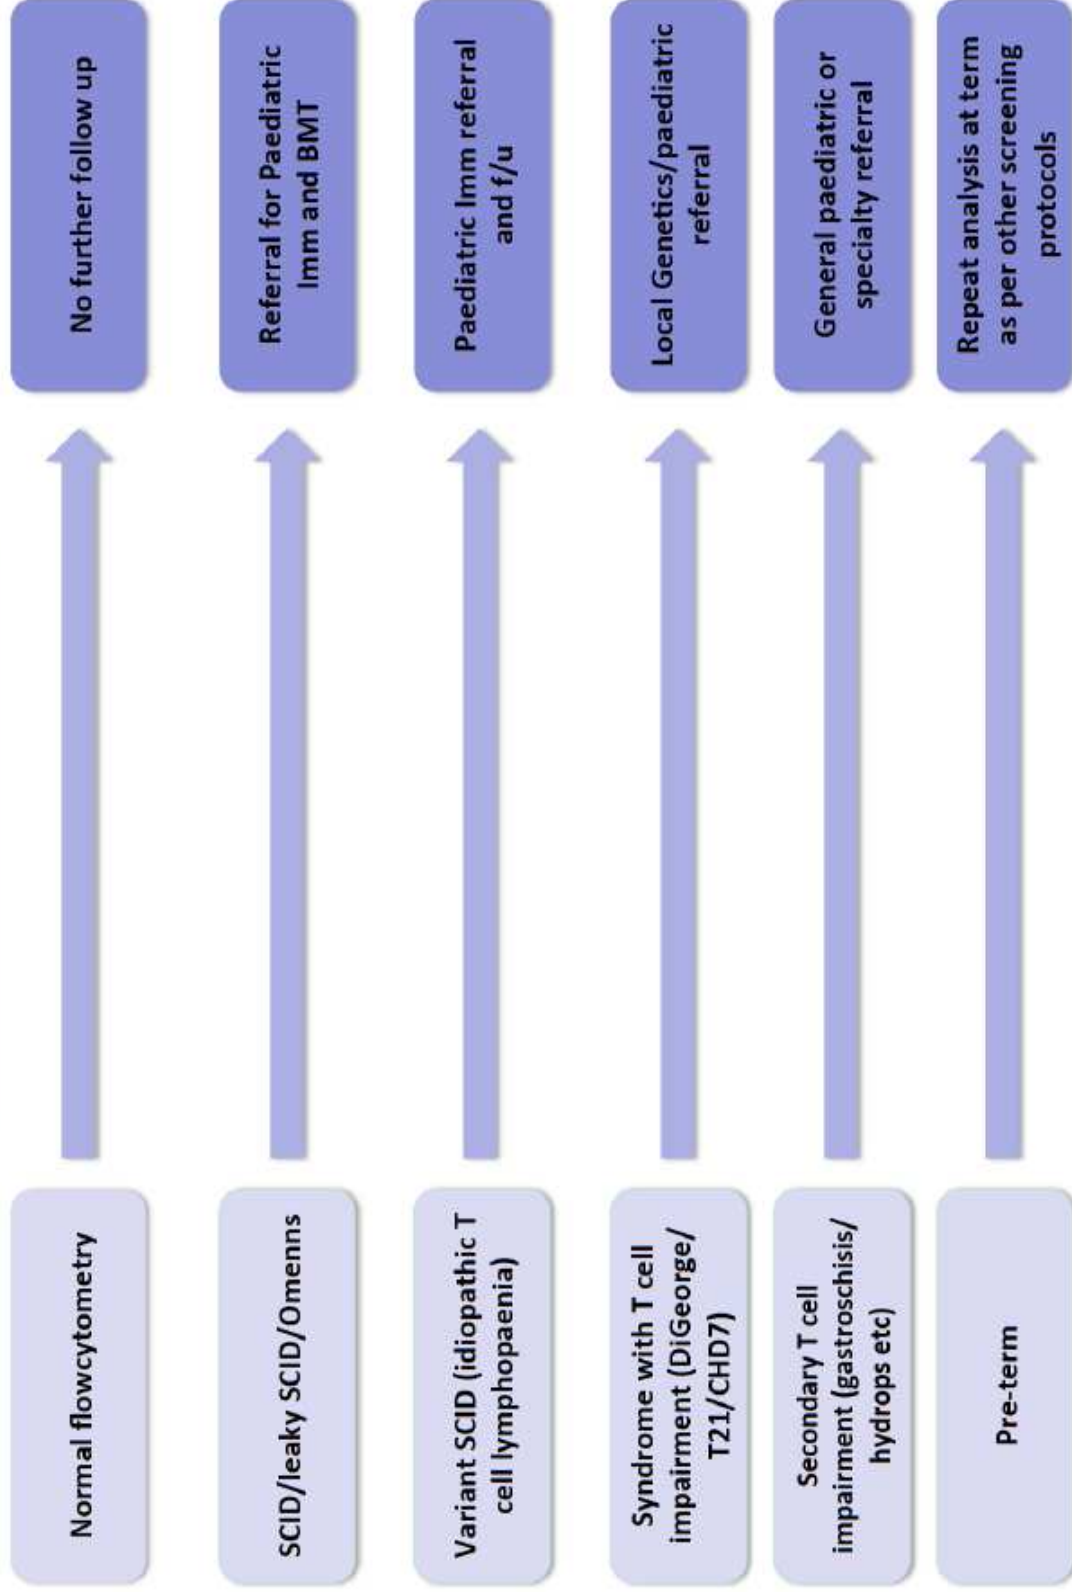 Normal flowcytometry
No further follow up
SCID/leaky SCID/Omenns
Referral for Paediatric
Imm and BMT
Variant SCID (idiopathic T
cell lymphopaenia)
Paediatric Imm referral
and f/u
Syndrome with T cell
impairment (DiGeorge/
T21/CHD7)
Local Genetics/paediatric
referral
Secondary T cell
impairment (gastroschisis/
hydrops etc)
General paediatric or
specialty referral
Pre-term
Repeat analysis at term
as per other screening
protocols